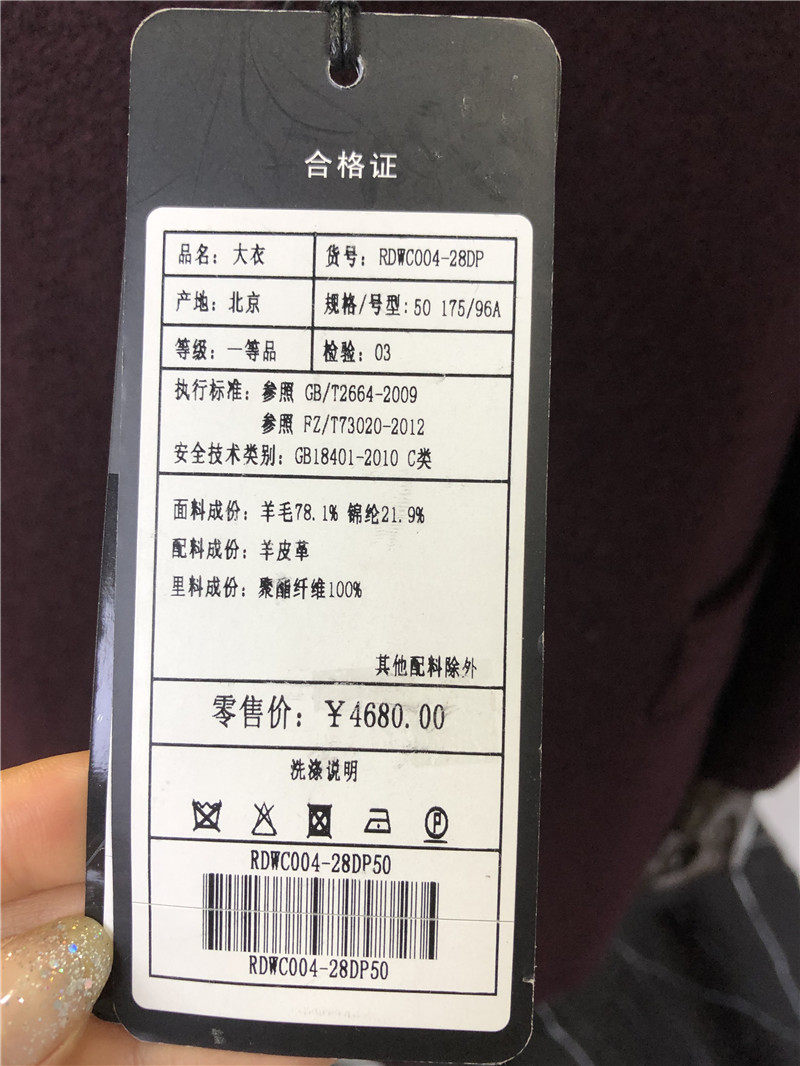 合格证
品名：大衣 货号：RDWC004-28DP
产地：北京 规格/号型：50 175/96A
等级：一等品 检验：03
执行标准：参照 GB/T2664-2009
参照 FZ/T73020-2012
安全技术类别：GB18401-2010 C类
面料成份：羊毛78.1% 锦纶21.9%
配料成份：羊皮革
里料成份：聚酯纤维100%
其他配料除外
零售价：￥4680.00
洗涤说明
P
RDWC004-28DP50
RDWC004-28DP50